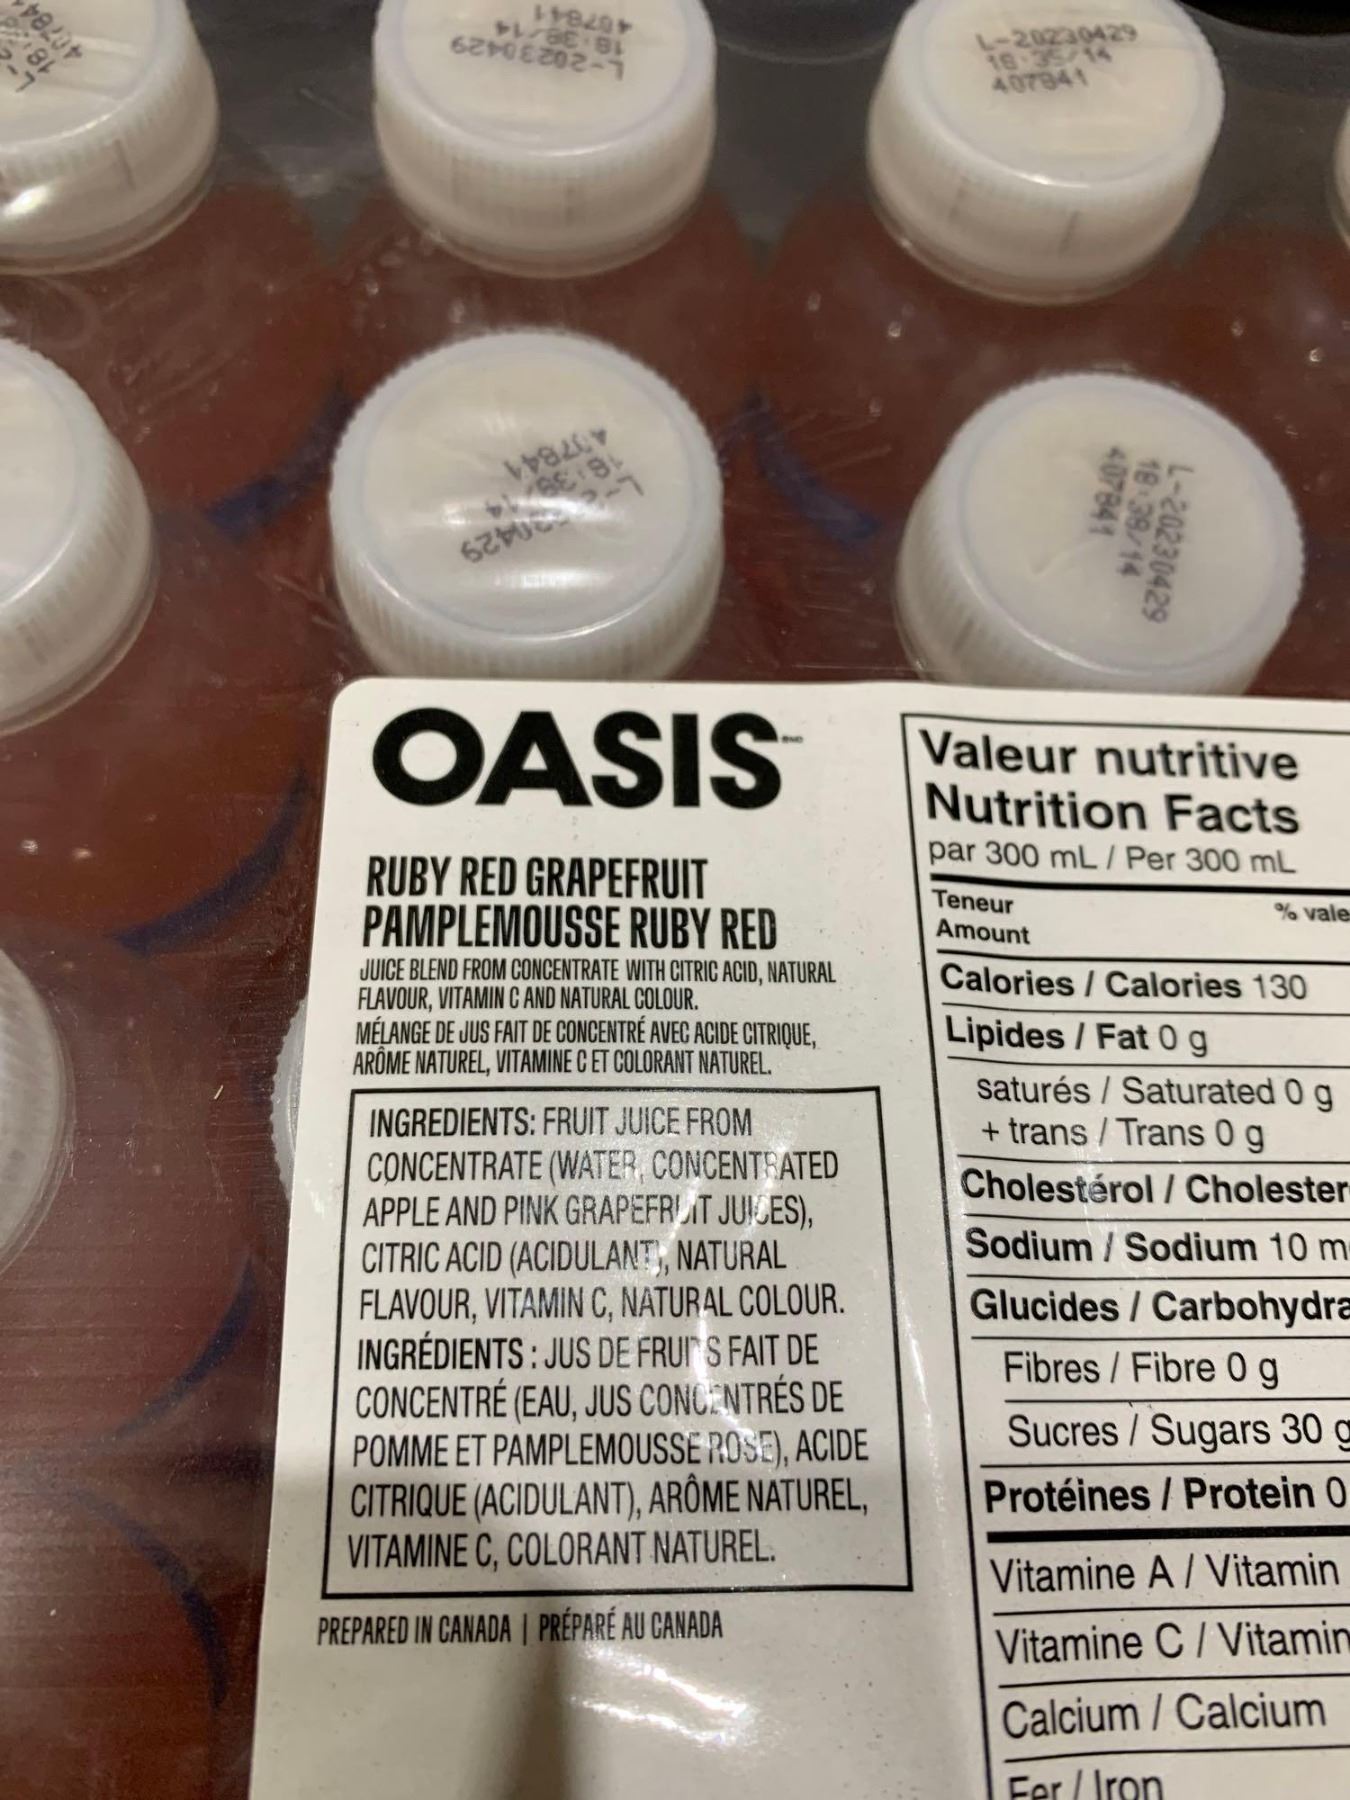 L-20230429
18:38/14
407841
L-20230429
18:35/14
407841
18:38/14
407841
L-20230429
18:38/14
407841
OASIS
RUBY RED GRAPEFRUIT
PAMPLEMOUSSE RUBY RED
JUICE BLEND FROM CONCENTRATE WITH CITRIC ACID, NATURAL
FLAVOUR, VITAMIN C AND NATURAL COLOUR.
MÉLANGE DE JUS FAIT DE CONCENTRÉ AVEC ACIDE CITRIQUE,
ARÔME NATUREL, VITAMINE C ET COLORANT NATUREL.
INGREDIENTS: FRUIT JUICE FROM
CONCENTRATE (WATER, CONCENTRATED
APPLE AND PINK GRAPEFRUIT JUICES),
CITRIC ACID (ACIDULANT), NATURAL
FLAVOUR, VITAMIN C, NATURAL COLOUR.
INGRÉDIENTS : JUS DE FRUITS FAIT DE
CONCENTRÉ (EAU, JUS CONCENTRÉS DE
POMME ET PAMPLEMOUSSE ROSE), ACIDE
CITRIQUE (ACIDULANT), ARÔME NATUREL,
VITAMINE C, COLORANT NATUREL.
PREPARED IN CANADA | PRÉPARÉ AU CANADA
Valeur nutritive
Nutrition Facts
par 300 mL / Per 300 mL
Teneur
Amount
% vale
Calories / Calories 130
Lipides / Fat 0 g
saturés / Saturated 0 g
+ trans / Trans 0 g
Cholestérol / Cholester
Sodium / Sodium 10 m
Glucides / Carbohydra
Fibres / Fibre 0 g
Sucres / Sugars 30 g
Protéines / Protein 0
Vitamine A / Vitamin
Vitamine C / Vitamin
Calcium / Calcium
Fer / Iron